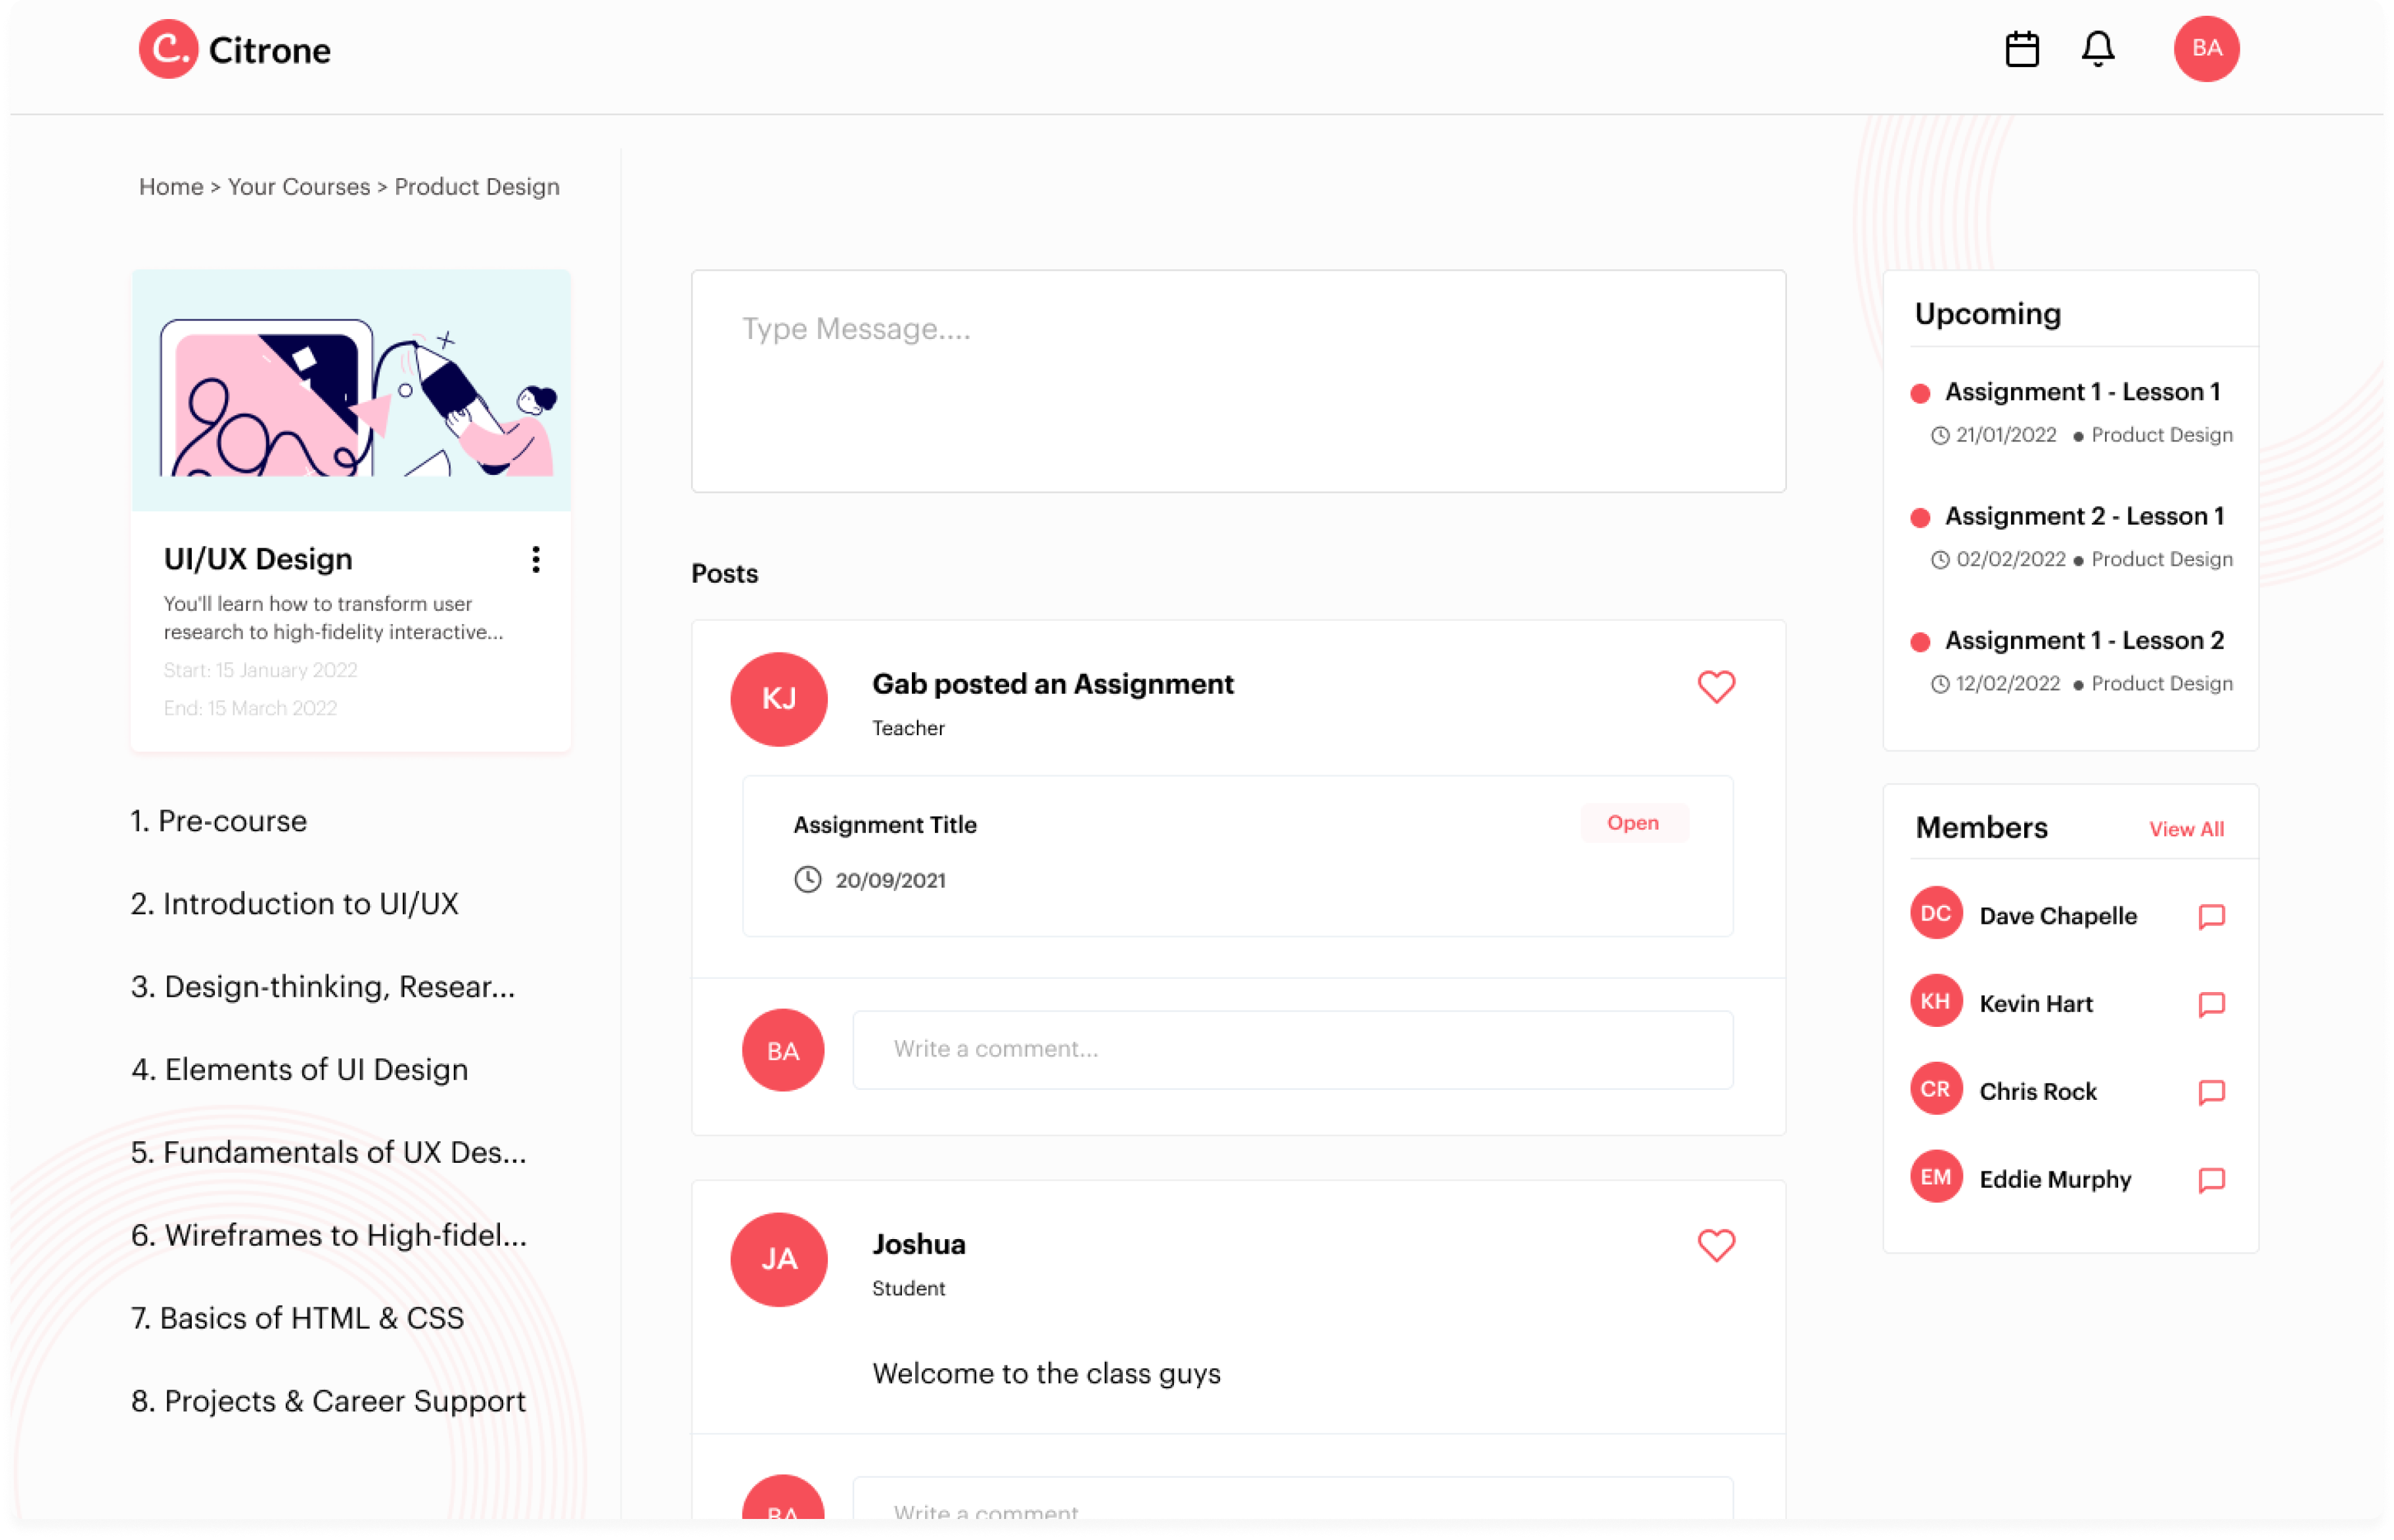 C. Citrone
BA
Home > Your Courses > Product Design
UI/UX Design
You'll learn how to transform user
research to high-fidelity interactive...
Start: 15 January 2022
End: 15 March 2022
1. Pre-course
2. Introduction to UI/UX
3. Design-thinking, Resear...
4. Elements of UI Design
5. Fundamentals of UX Des...
6. Wireframes to High-fidel...
7. Basics of HTML & CSS
8. Projects & Career Support
Type Message....
Posts
KJ
Gab posted an Assignment
Teacher
Assignment Title
Open
20/09/2021
BA
Write a comment...
JA
Joshua
Student
Welcome to the class guys
BA
Write a comment
Upcoming
Assignment 1 - Lesson 1
21/01/2022 ● Product Design
Assignment 2 - Lesson 1
02/02/2022 ● Product Design
Assignment 1 - Lesson 2
12/02/2022 ● Product Design
Members
View All
DC Dave Chapelle
KH Kevin Hart
CR Chris Rock
EM Eddie Murphy